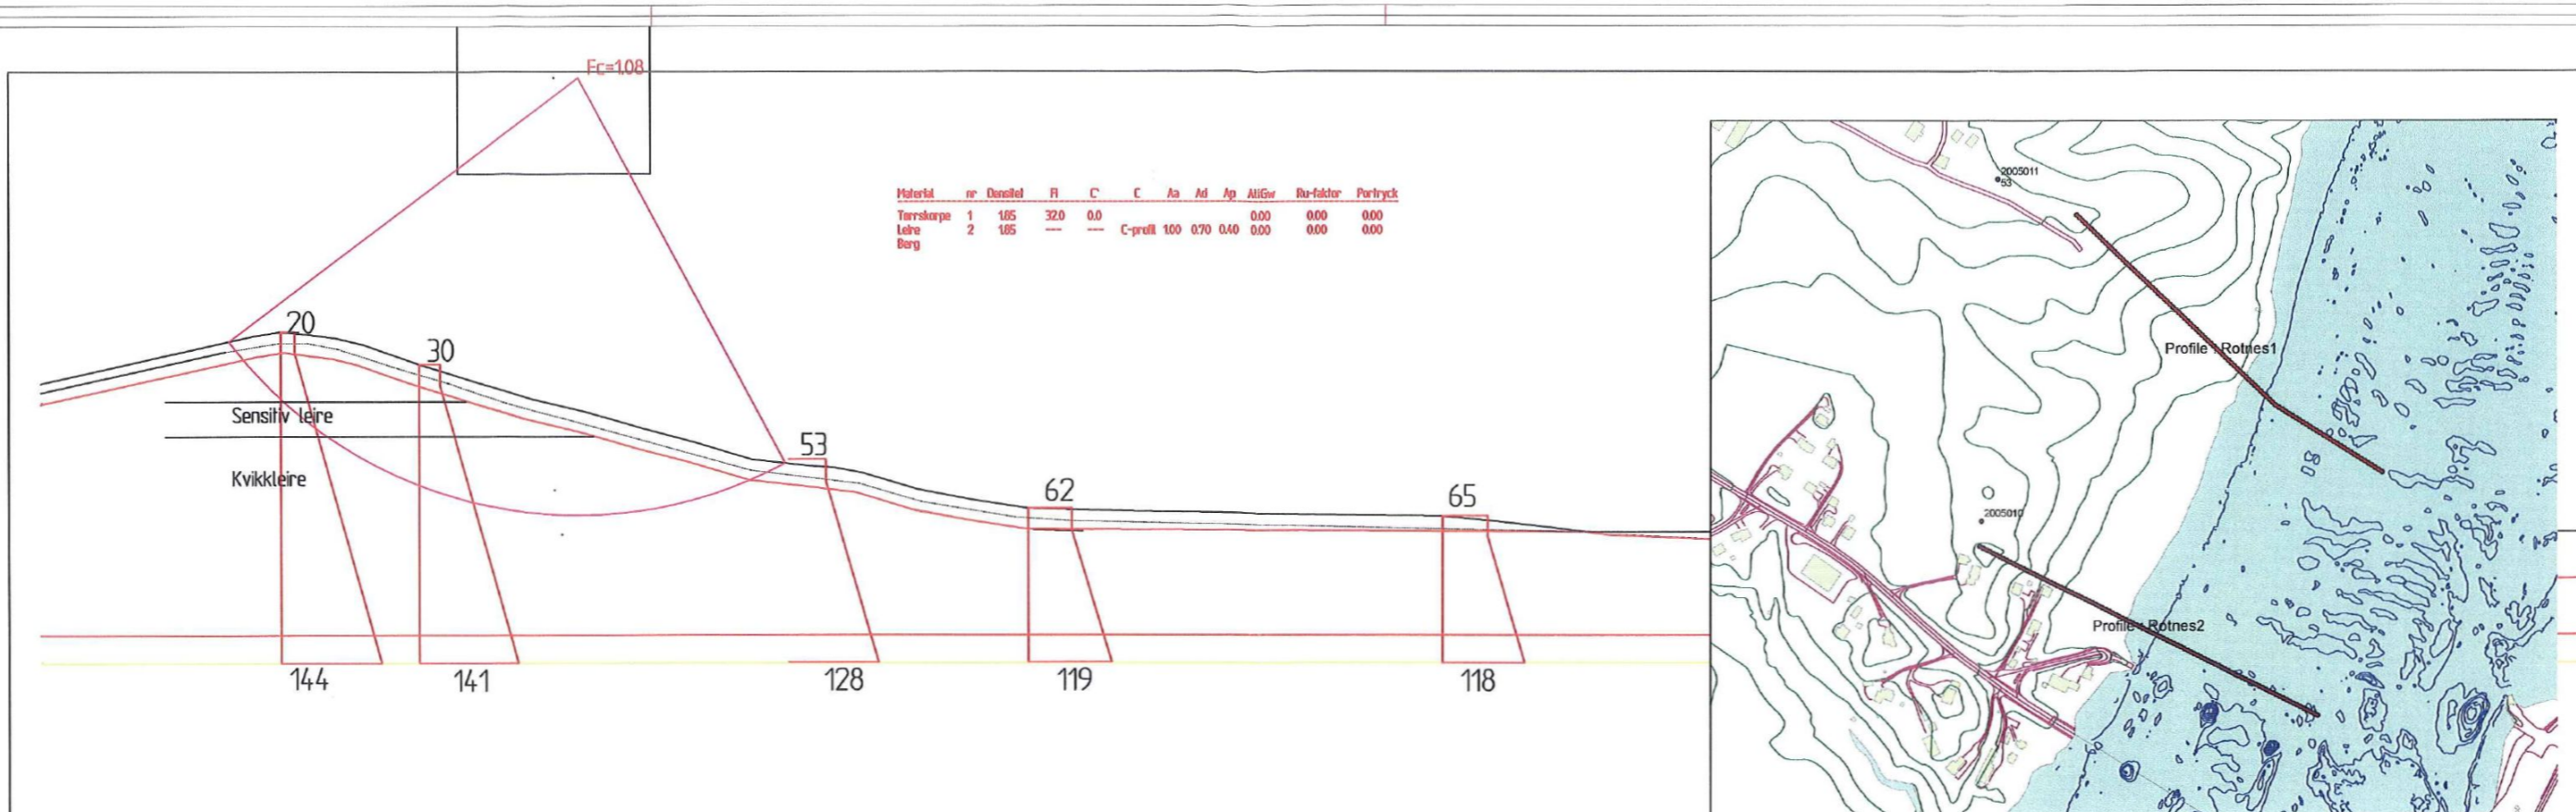 Fc=1.08
Material nr Densitet Fi C' C Aa Ad Ap AliGw Ru-faktor Portryck
Tørrskorpe 1 1.85 32.0 0.0 0.00 0.00 0.00
Leire 2 1.85 --- --- C-profil 1.00 0.70 0.40 0.00 0.00 0.00
Berg
20
30
Sensitiv leire
Kvikkleire
53
62
65
144
141
128
119
118
2005011
53
Profile : Rotnes1
2005010
Profile : Rotnes2